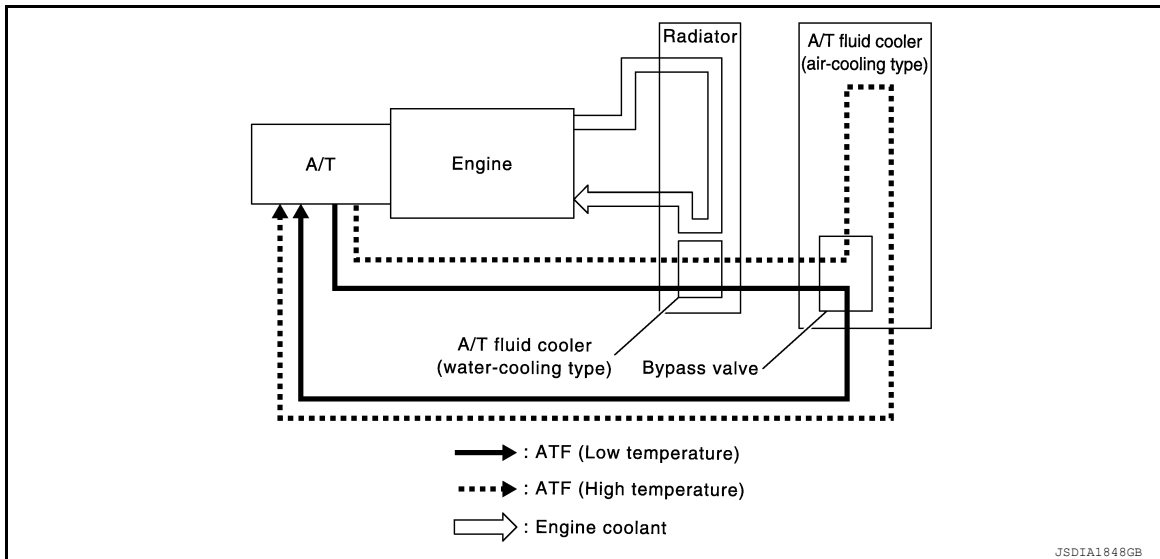 Radiator
A/T fluid cooler
(air-cooling type)
A/T
Engine
A/T fluid cooler
(water-cooling type)
Bypass valve
: ATF (Low temperature)
: ATF (High temperature)
: Engine coolant
JSDIA1848GB